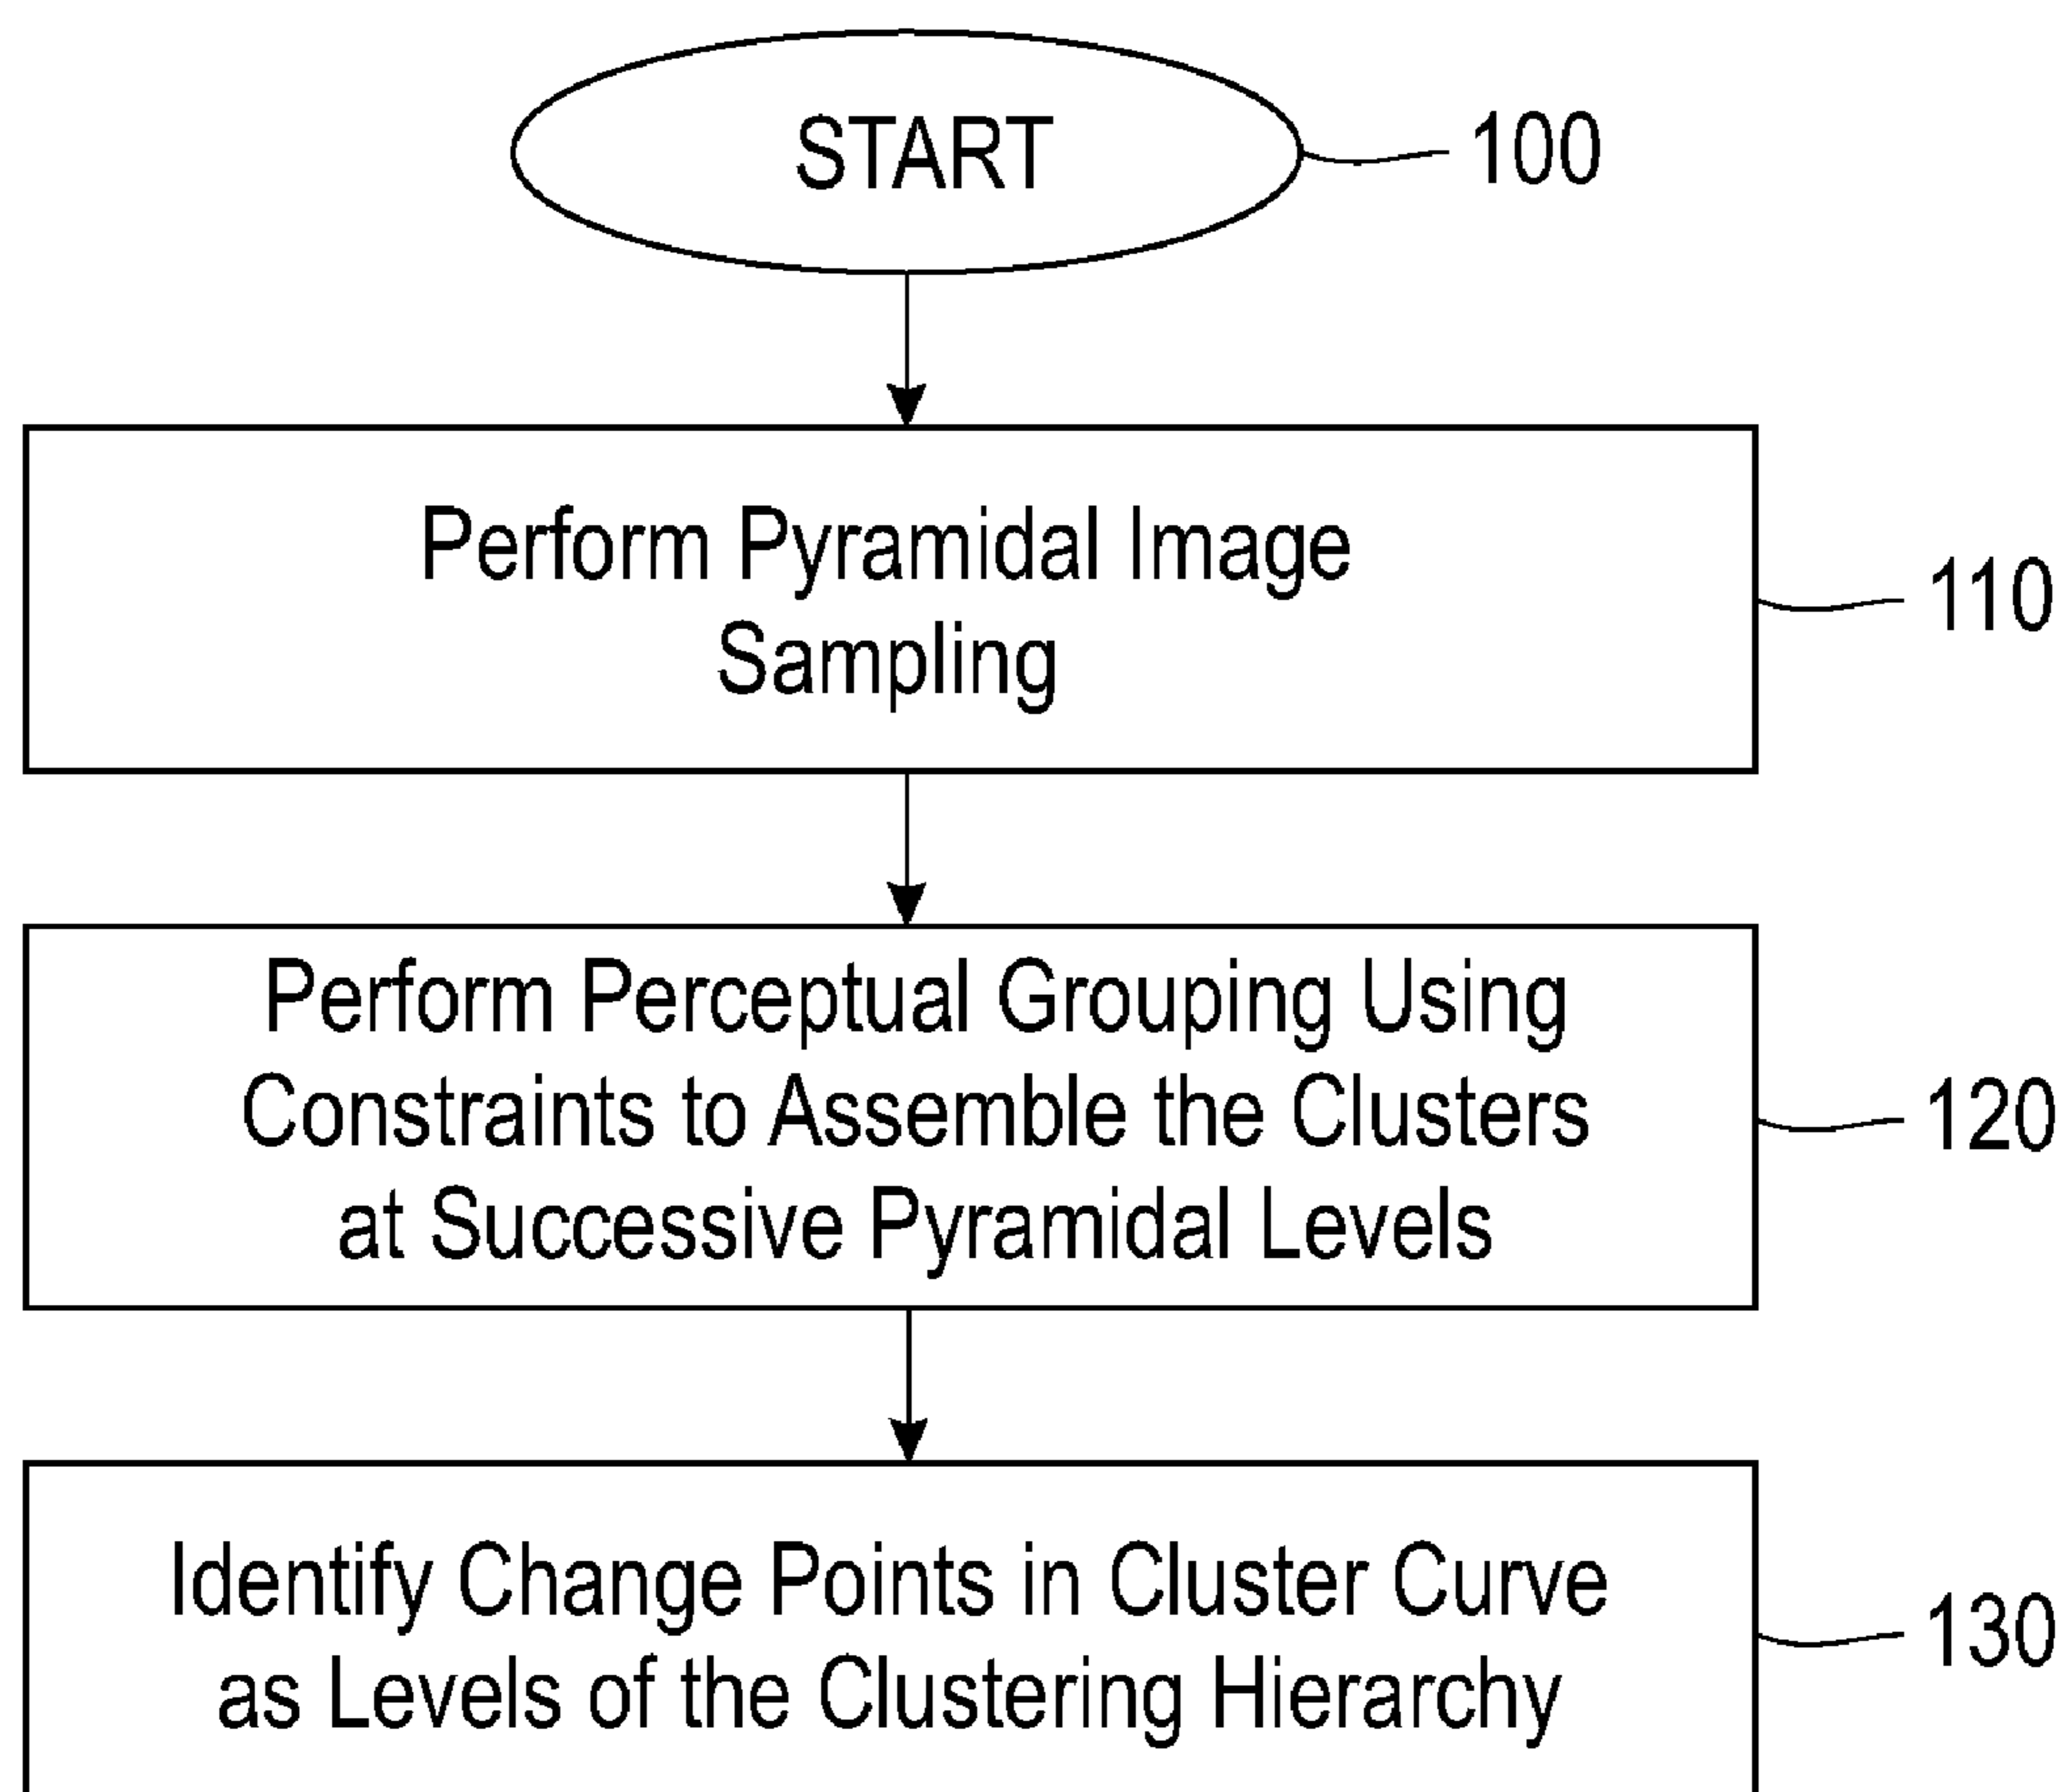 START
100
Perform Pyramidal Image
Sampling
110
Perform Perceptual Grouping Using
Constraints to Assemble the Clusters
at Successive Pyramidal Levels
120
Identify Change Points in Cluster Curve
as Levels of the Clustering Hierarchy
130